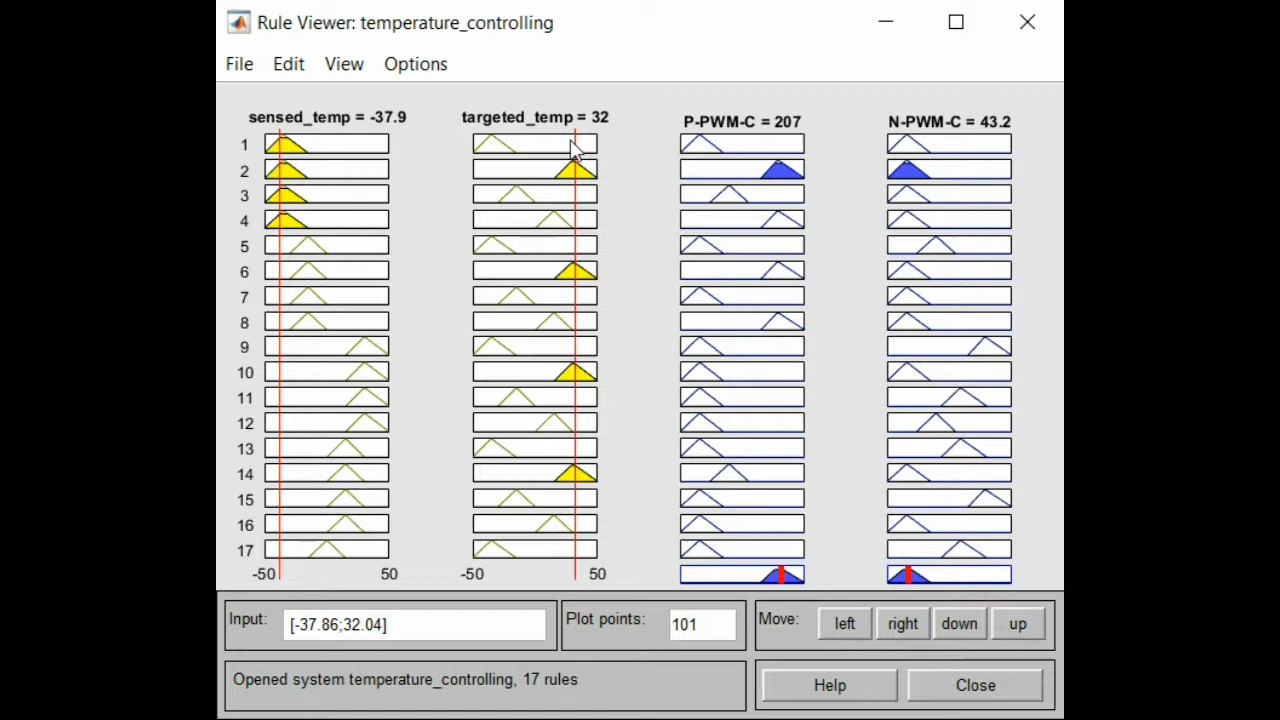 Rule Viewer: temperature_controlling
File Edit View Options
sensed_temp = -37.9 targeted_temp = 32 P-PWM-C = 207 N-PWM-C = 43.2
1
2
3
4
5
6
7
8
9
10
11
12
13
14
15
16
17
-50 50 -50 50
Input: [-37.86;32.04] Plot points: 101 Move: left right down up
Opened system temperature_controlling, 17 rules Help Close